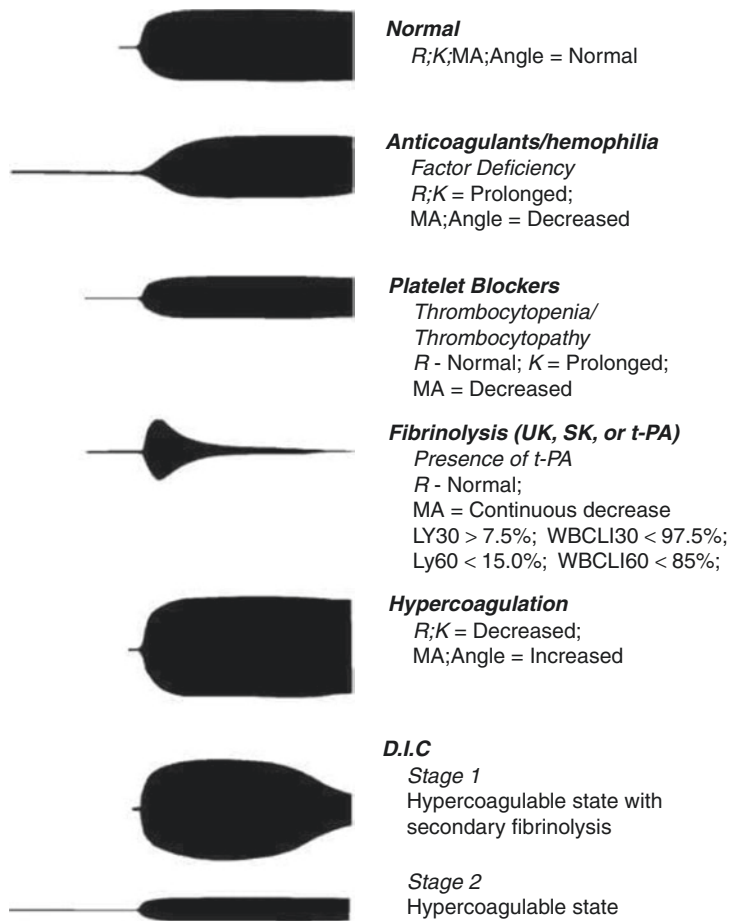 Normal
R;K;MA;Angle = Normal
Anticoagulants/hemophilia
Factor Deficiency
R;K = Prolonged;
MA;Angle = Decreased
Platelet Blockers
Thrombocytopenia/
Thrombocytopathy
R - Normal; K = Prolonged;
MA = Decreased
Fibrinolysis (UK, SK, or t-PA)
Presence of t-PA
R - Normal;
MA = Continuous decrease
LY30 > 7.5%; WBCLI30 < 97.5%;
Ly60 < 15.0%; WBCLI60 < 85%;
Hypercoagulation
R;K = Decreased;
MA;Angle = Increased
D.I.C
Stage 1
Hypercoagulable state with
secondary fibrinolysis
Stage 2
Hypercoagulable state